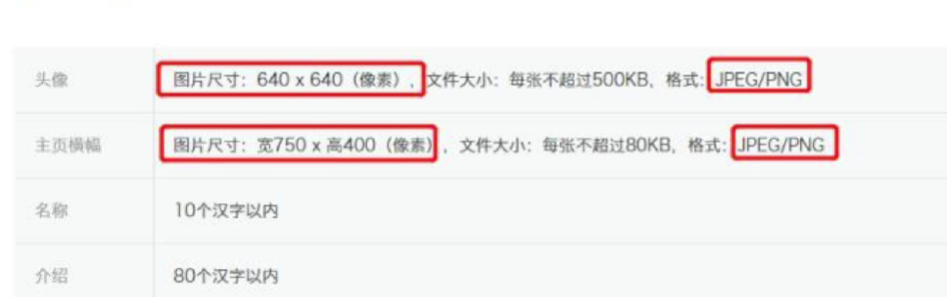 头像 图片尺寸：640 x 640（像素），文件大小：每张不超过500KB，格式：JPEG/PNG
主页横幅 图片尺寸：宽750 x 高400（像素），文件大小：每张不超过80KB，格式：JPEG/PNG
名称 10个汉字以内
介绍 80个汉字以内